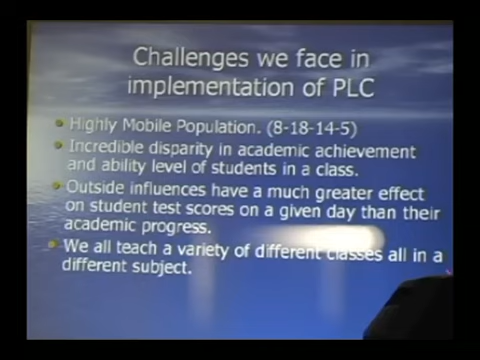 Challenges we face in
implementation of PLC
Highly Mobile Population. (8-18-14-5)
Incredible disparity in academic achievement
and ability level of students in a class.
Outside influences have a much greater effect
on student test scores on a given day than their
academic progress.
We all teach a variety of different classes all in a
different subject.